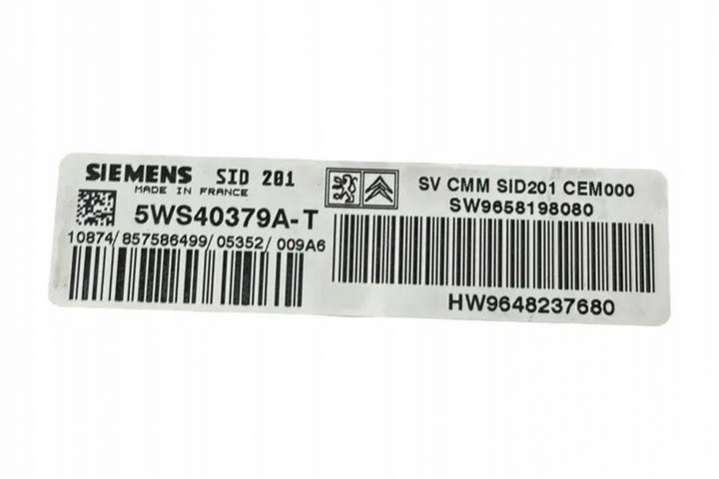 SIEMENS SID 201
MADE IN FRANCE
5WS40379A-T
10874/857586499/05352/009A6
SV CMM SID201 CEM000
SW9658198080
HW9648237680